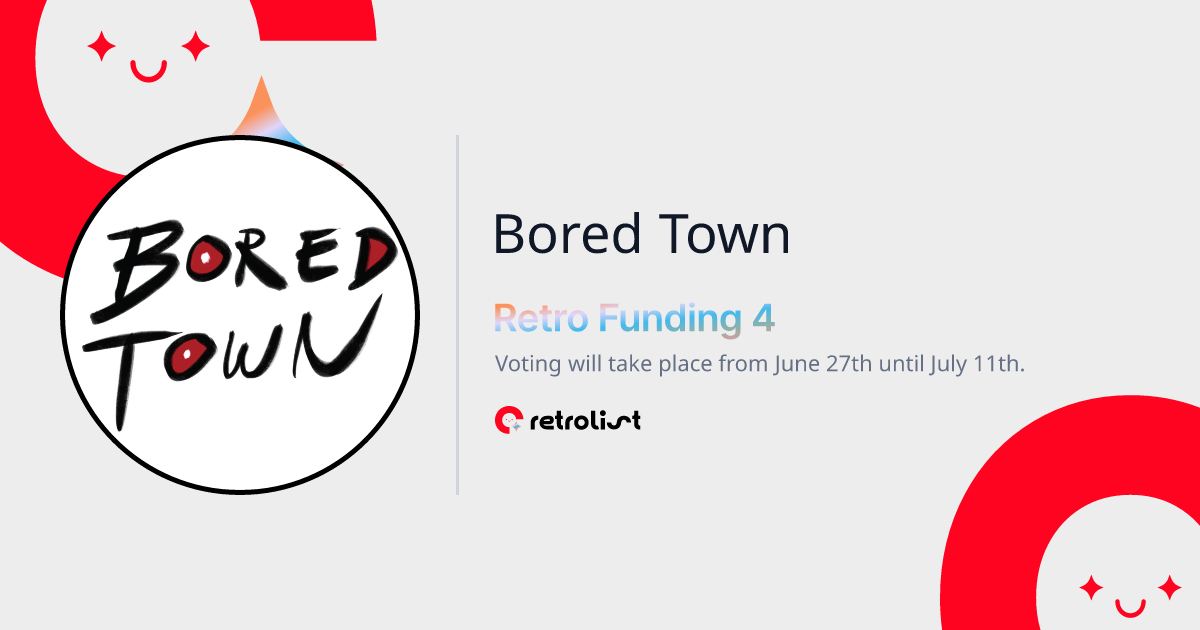 BORED
TOWN
Bored Town
Retro Funding 4
Voting will take place from June 27th until July 11th.
retrolist